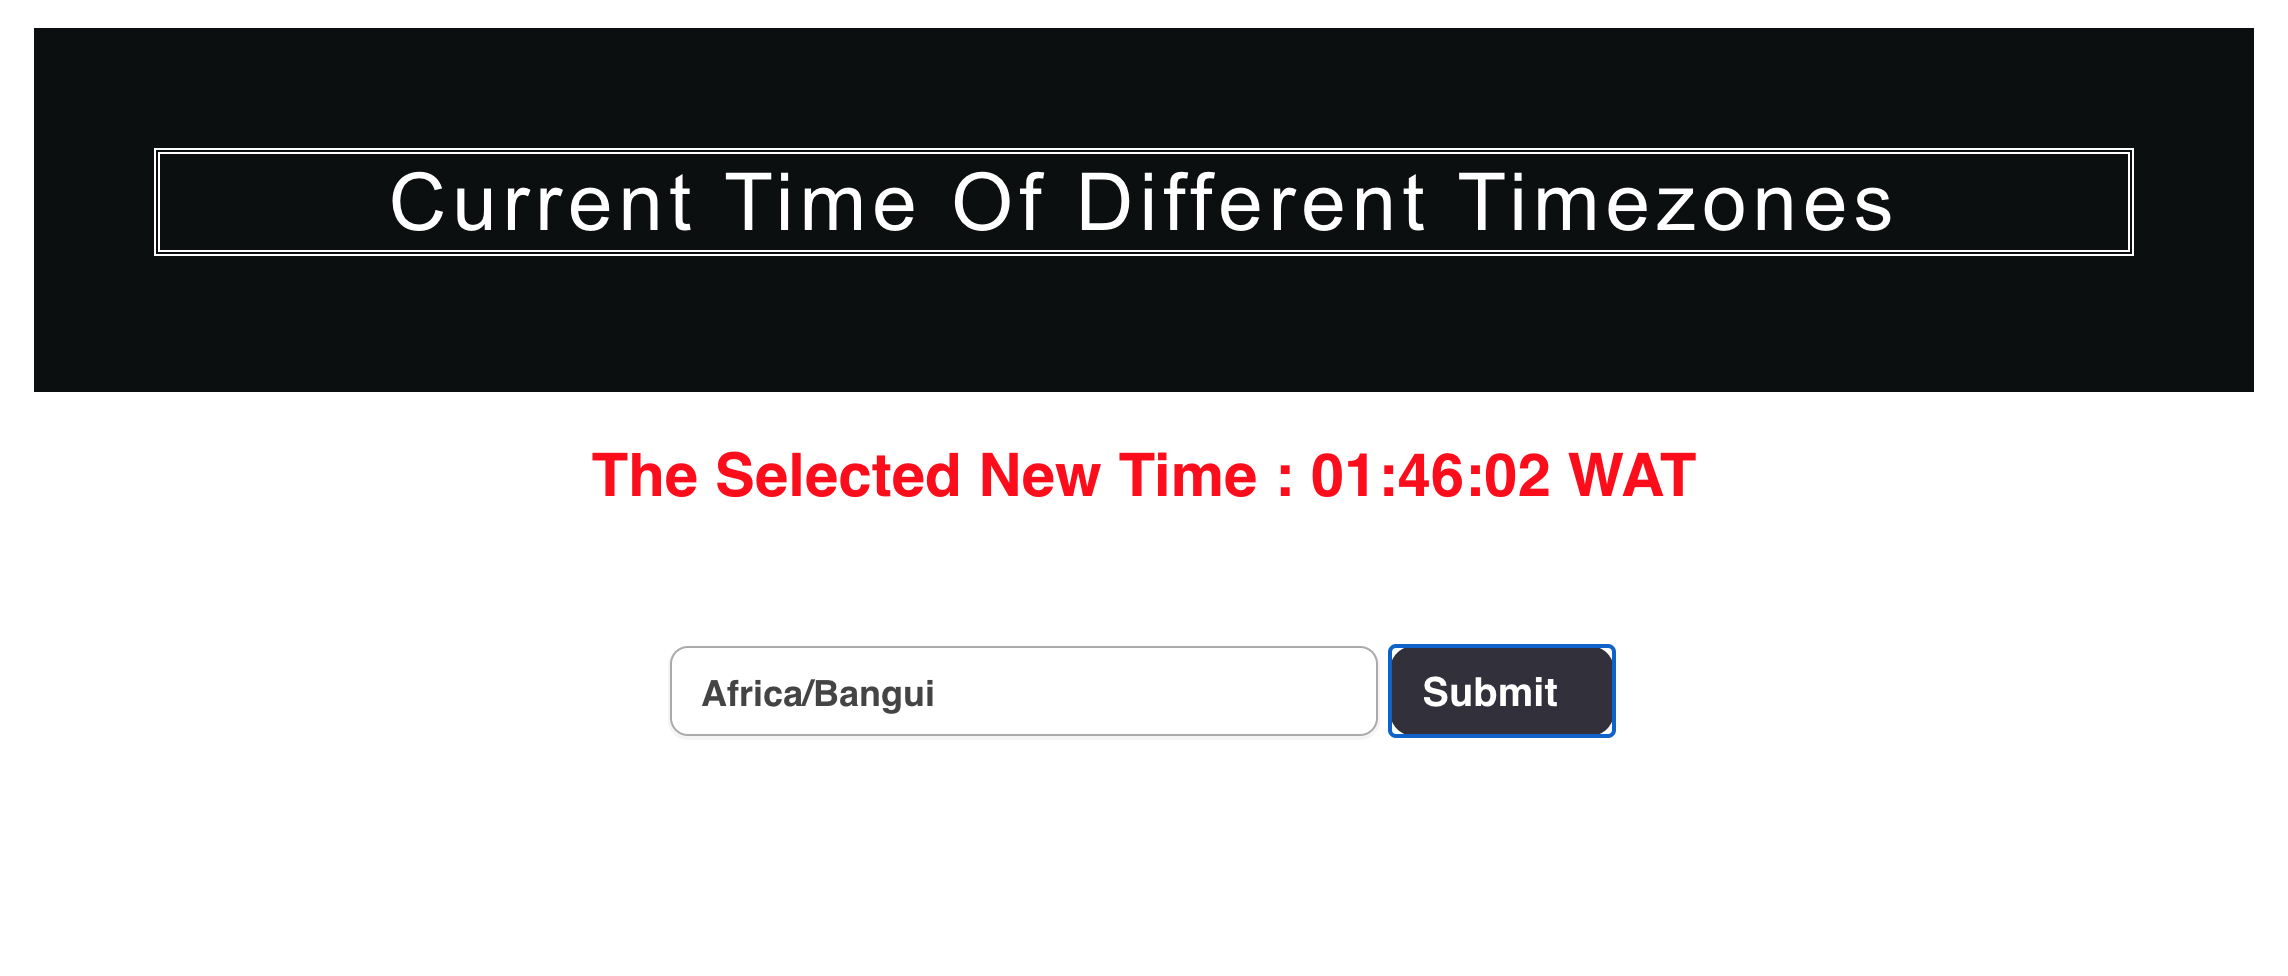 Current Time Of Different Timezones
The Selected New Time : 01:46:02 WAT
Africa/Bangui
Submit